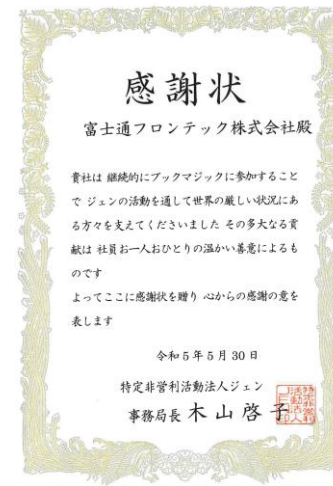 感謝状
富士通フロンテック株式会社殿
貴社は 継続的にブックマジックに参加すること
で ジェンの活動を通して世界の厳しい状況にあ
る方々を支えてくださいました その多大なる貢
献は 社員お一人おひとりの温かい善意によるも
のです
よってここに感謝状を贈り 心からの感謝の意を
表します
令和5年5月30日
特定非営利活動法人ジェン
事務局長 木山啓子